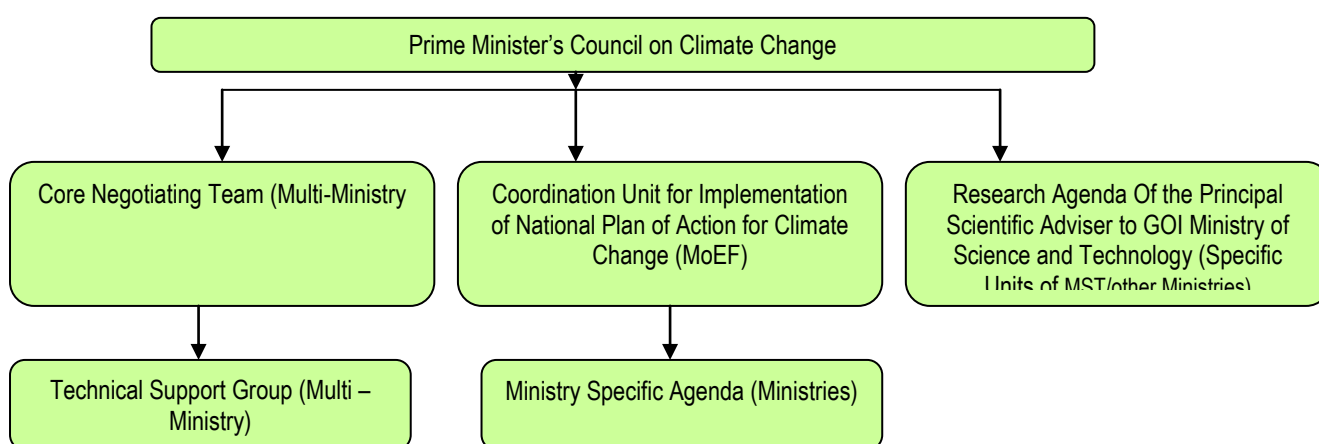 Prime Minister’s Council on Climate Change
Core Negotiating Team (Multi-Ministry
Coordination Unit for Implementation
of National Plan of Action for Climate
Change (MoEF)
Research Agenda Of the Principal
Scientific Adviser to GOI Ministry of
Science and Technology (Specific
Units of MST/other Ministries)
Technical Support Group (Multi –
Ministry)
Ministry Specific Agenda (Ministries)